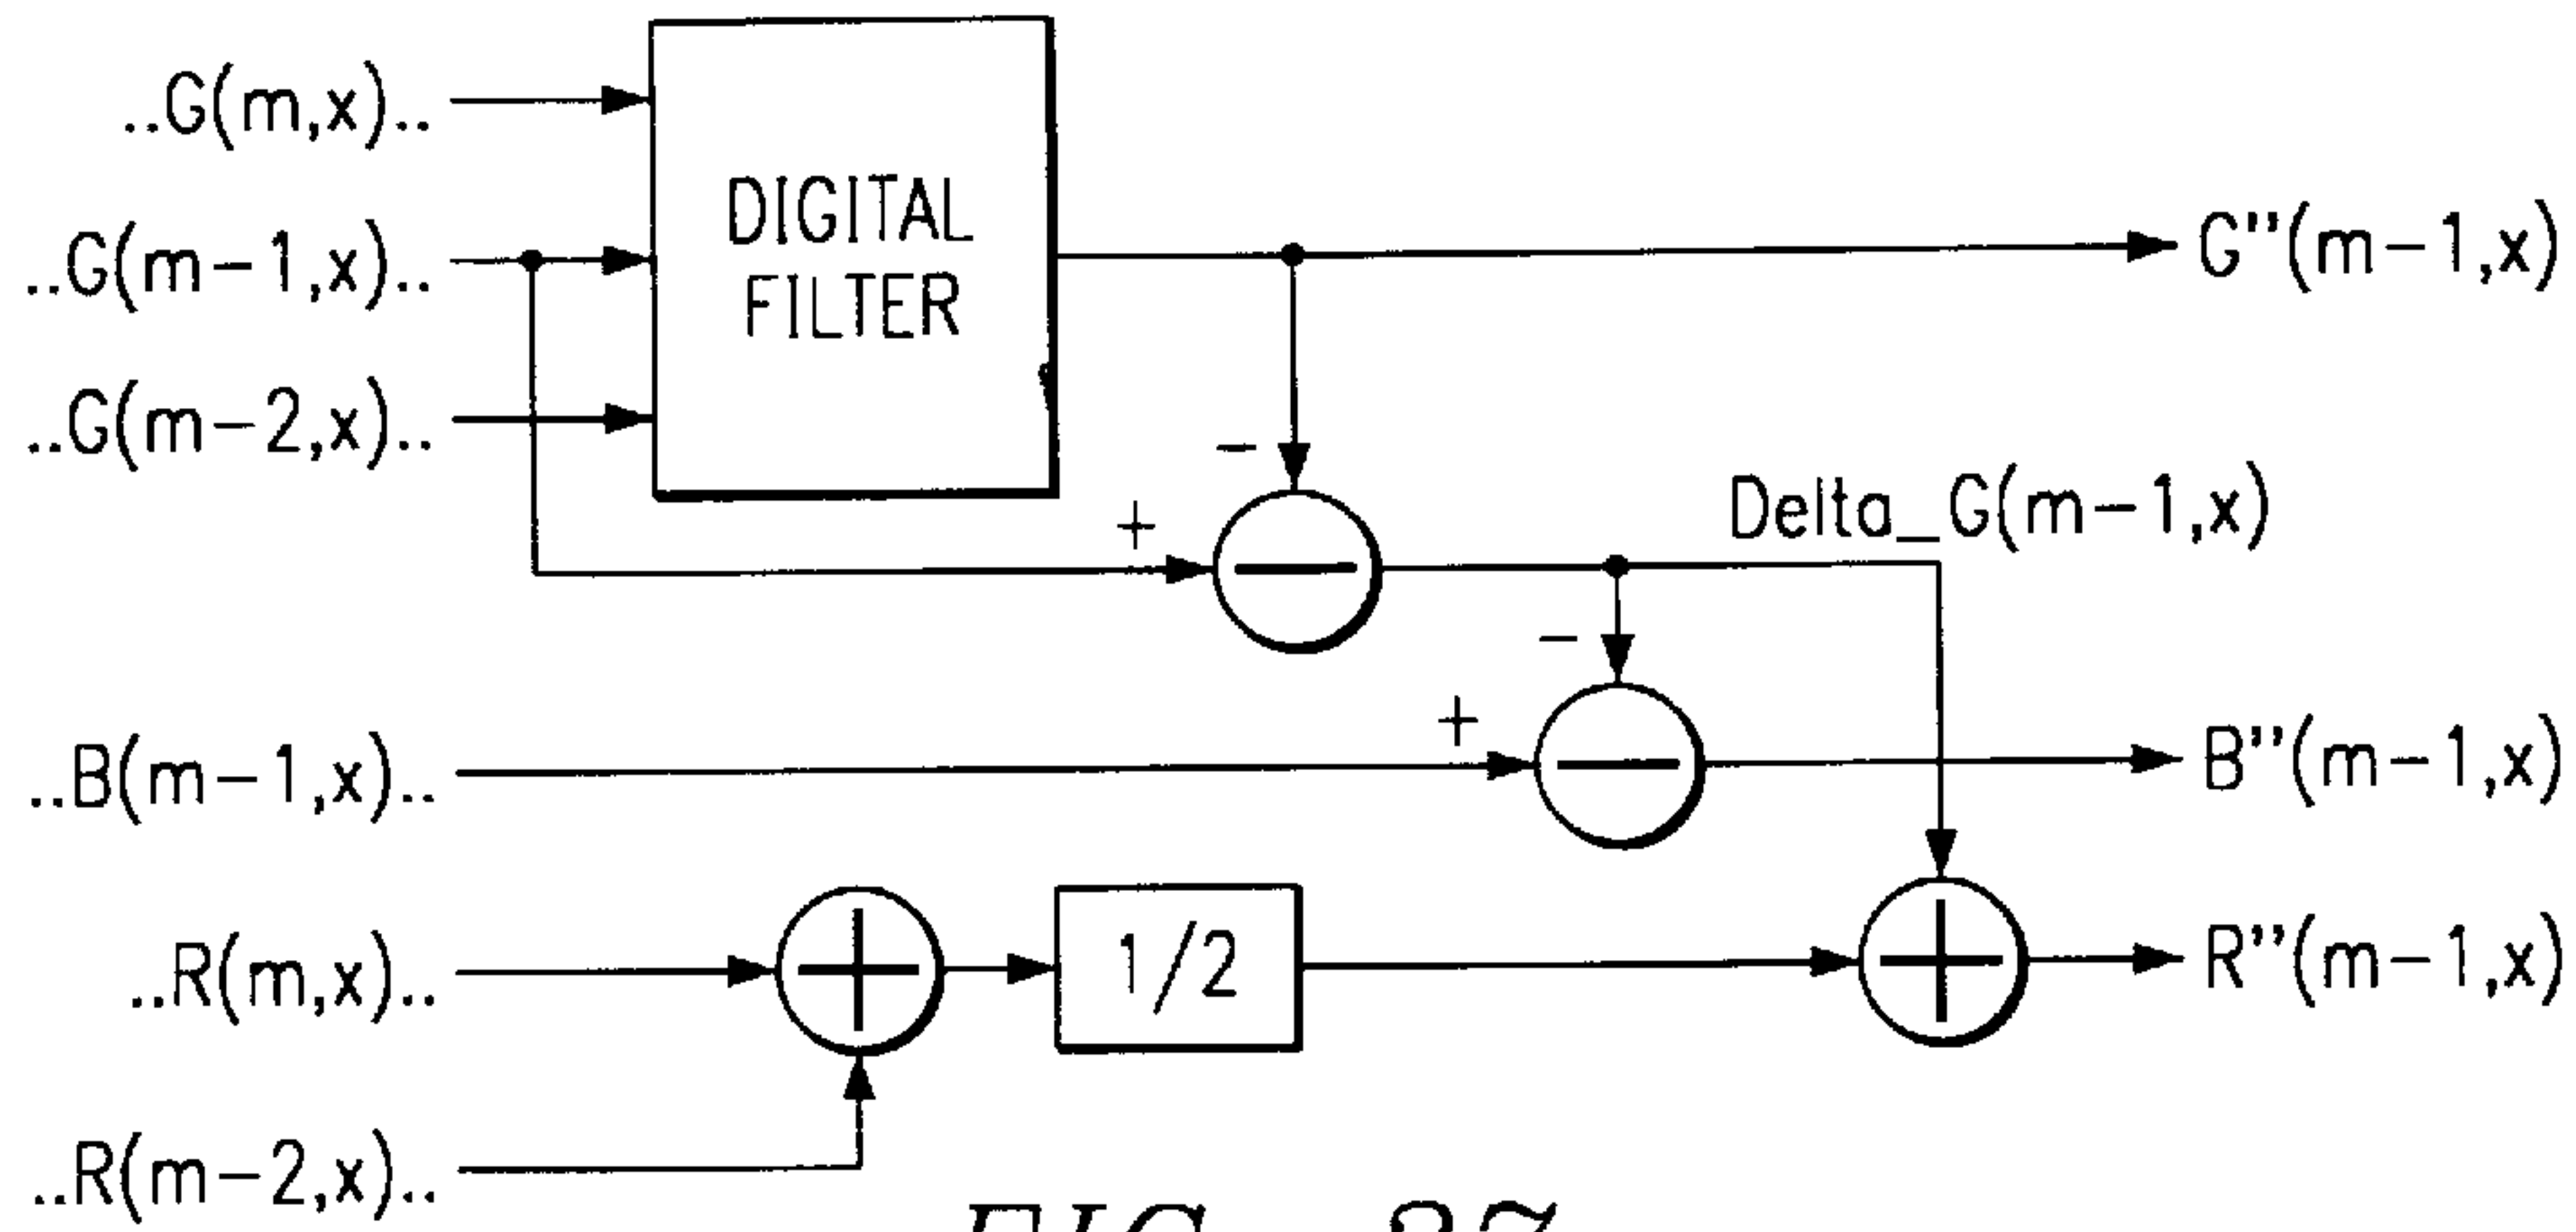 ..G(m,x)..
DIGITAL
FILTER
..G(m-1,x)..
G"(m-1,x)
..G(m-2,x)..
-
+
Delta_G(m-1,x)
-
+
..B(m-1,x)..
B"(m-1,x)
..R(m,x)..
1/2
R"(m-1,x)
..R(m-2,x)..